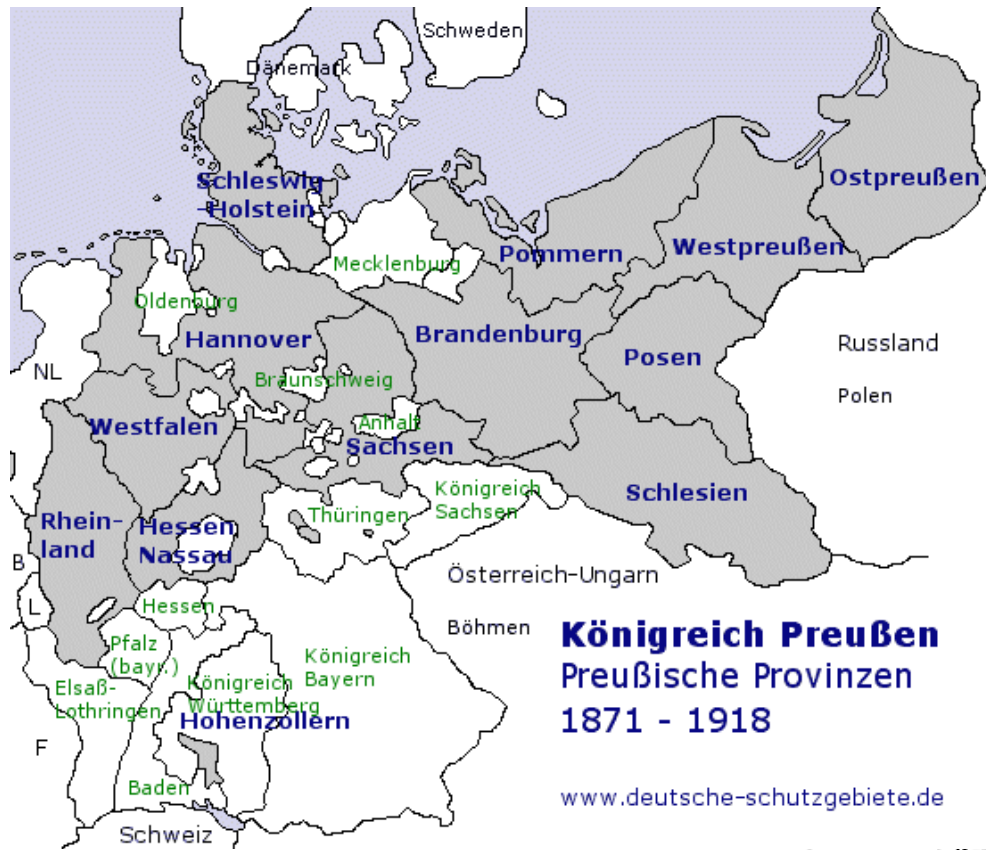 Schweden
Dänemark
Schleswig
-Holstein
Ostpreußen
Westpreußen
Pommern
Mecklenburg
Oldenburg
Hannover
Brandenburg
Posen
Russland
Polen
NL
Braunschweig
Westfalen
Anhalt
Sachsen
Königreich
Sachsen
Schlesien
Thüringen
Rhein-
land
Hessen
Nassau
B
L
Hessen
Österreich-Ungarn
Böhmen
Pfalz
(bayr.)
Elsaß-
Lothringen
Königreich
Württemberg
Königreich
Bayern
Hohenzollern
F
Baden
Schweiz
Königreich Preußen
Preußische Provinzen
1871 - 1918
www.deutsche-schutzgebiete.de